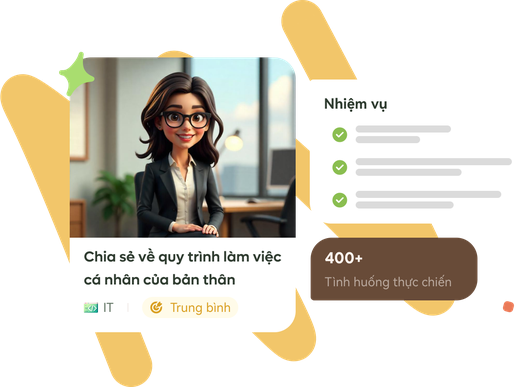 Nhiệm vụ
Chia sẻ về quy trình làm việc
cá nhân của bản thân
IT
Trung bình
400+
Tình huống thực chiến